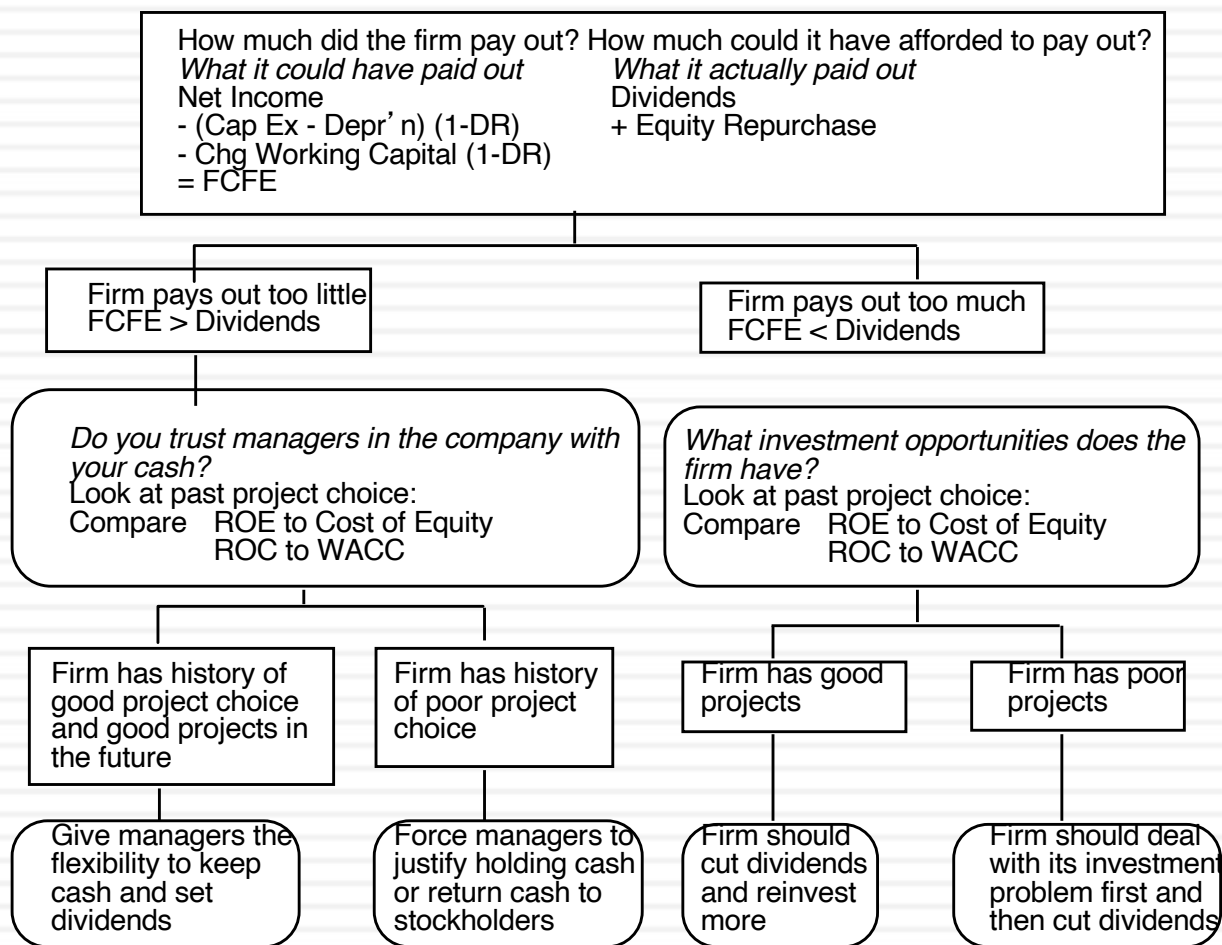 How much did the firm pay out? How much could it have afforded to pay out?
What it could have paid out
Net Income
- (Cap Ex - Depr’n) (1-DR)
- Chg Working Capital (1-DR)
= FCFE
What it actually paid out
Dividends
+ Equity Repurchase
Firm pays out too little
FCFE > Dividends
Firm pays out too much
FCFE < Dividends
Do you trust managers in the company with
your cash?
Look at past project choice:
Compare ROE to Cost of Equity
ROC to WACC
What investment opportunities does the
firm have?
Look at past project choice:
Compare ROE to Cost of Equity
ROC to WACC
Firm has history of
good project choice
and good projects in
the future
Firm has history
of poor project
choice
Firm has good
projects
Firm has poor
projects
Give managers the
flexibility to keep
cash and set
dividends
Force managers to
justify holding cash
or return cash to
stockholders
Firm should
cut dividends
and reinvest
more
Firm should deal
with its investment
problem first and
then cut dividends